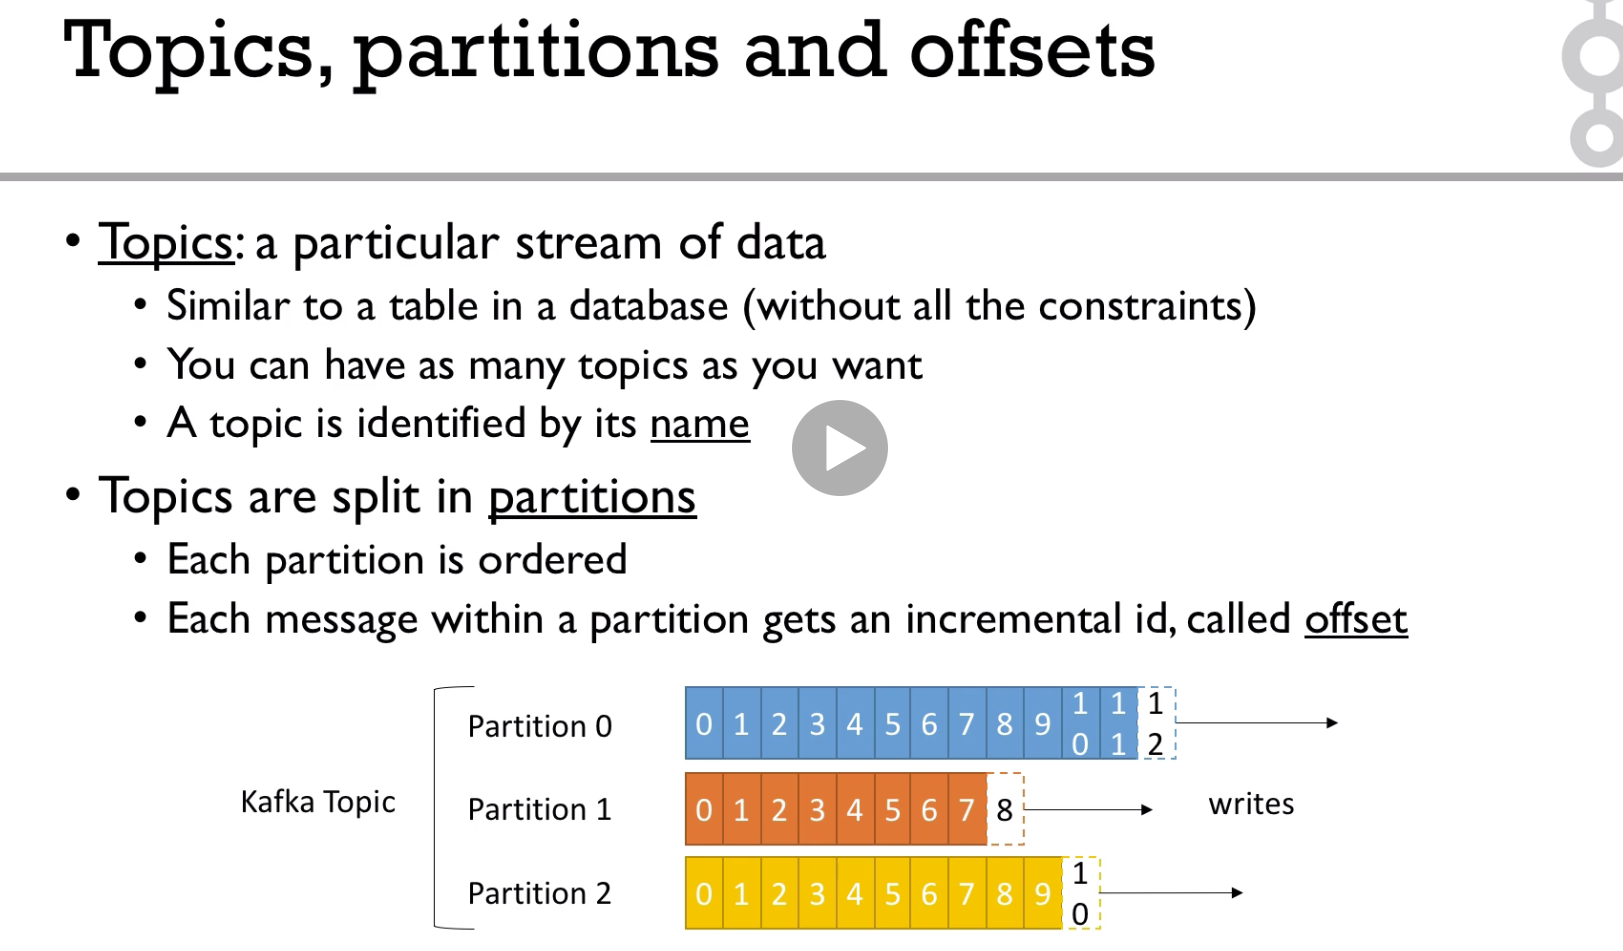 Topics, partitions and offsets
• Topics: a particular stream of data
• Similar to a table in a database (without all the constraints)
• You can have as many topics as you want
• A topic is identified by its name
• Topics are split in partitions
• Each partition is ordered
• Each message within a partition gets an incremental id, called offset
Kafka Topic
Partition 0
0 1 2 3 4 5 6 7 8 9 10 11 12
Partition 1
0 1 2 3 4 5 6 7 8
writes
Partition 2
0 1 2 3 4 5 6 7 8 9 10